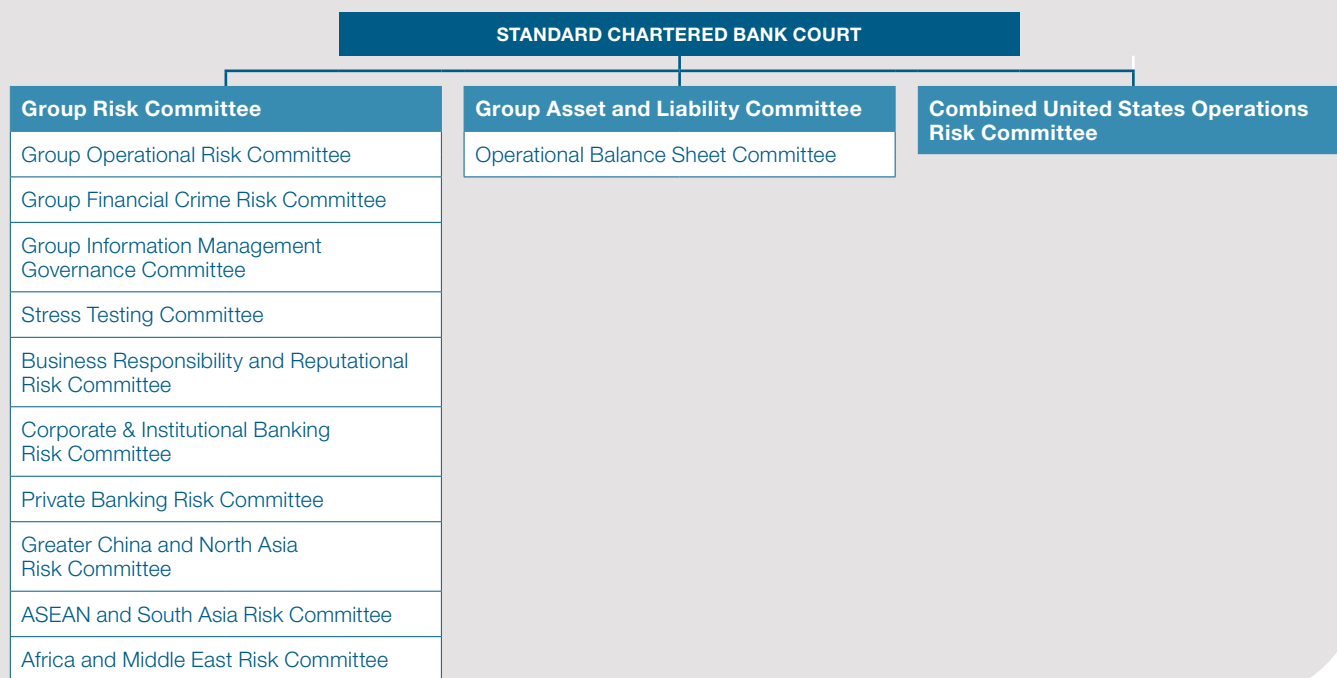 STANDARD CHARTERED BANK COURT
Group Risk Committee
Group Operational Risk Committee
Group Financial Crime Risk Committee
Group Information Management
Governance Committee
Stress Testing Committee
Business Responsibility and Reputational
Risk Committee
Corporate & Institutional Banking
Risk Committee
Private Banking Risk Committee
Greater China and North Asia
Risk Committee
ASEAN and South Asia Risk Committee
Africa and Middle East Risk Committee
Group Asset and Liability Committee
Operational Balance Sheet Committee
Combined United States Operations
Risk Committee